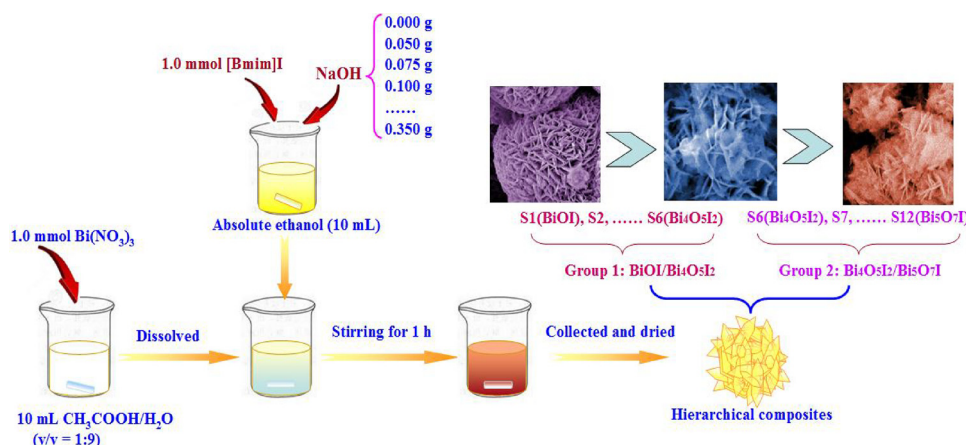 1.0 mmol [Bmim]I
NaOH
0.000 g
0.050 g
0.075 g
0.100 g
......
0.350 g
Absolute ethanol (10 mL)
1.0 mmol Bi(NO₃)₃
10 mL CH₃COOH/H₂O
(v/v = 1:9)
Dissolved
Stirring for 1 h
Collected and dried
S1(BiOI), S2, ...... S6(Bi₄O₅I₂)
S6(Bi₄O₅I₂), S7, ...... S12(Bi₅O₇I)
Group 1: BiOI/Bi₄O₅I₂
Group 2: Bi₄O₅I₂/Bi₅O₇I
Hierarchical composites